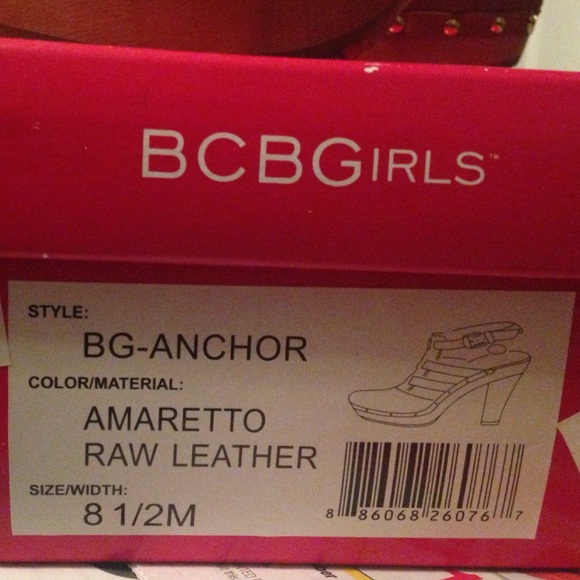 BCBGIRLS™
STYLE:
BG-ANCHOR
COLOR/MATERIAL:
AMARETTO
RAW LEATHER
SIZE/WIDTH:
8 1/2M
8 86068 26076 7